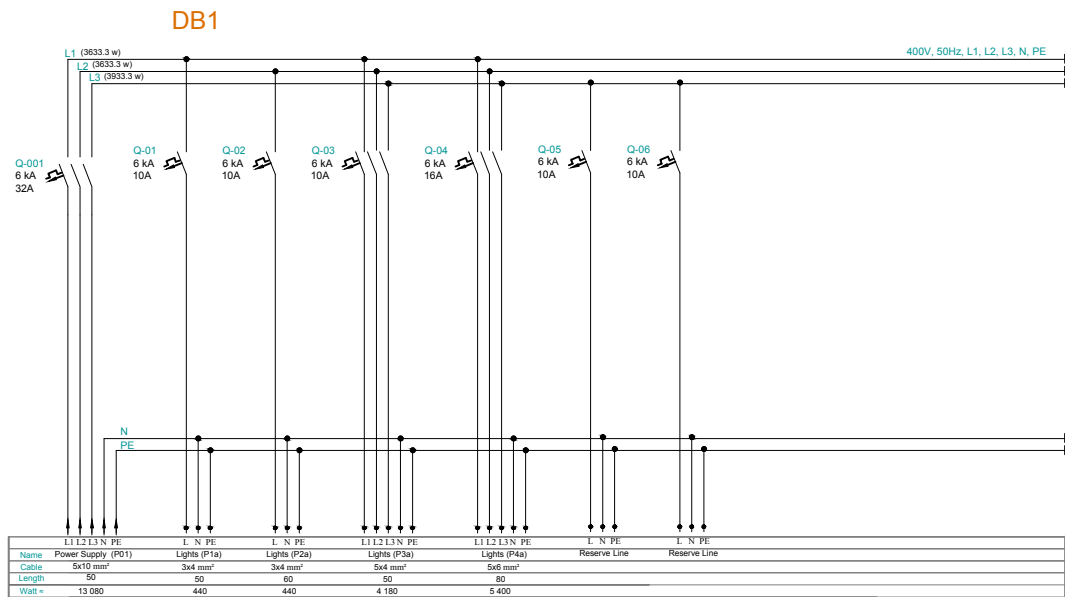 DB1
L1 (3633.3 w)
L2 (3633.3 w)
L3 (3933.3 w)
400V, 50Hz, L1, L2, L3, N, PE
Q-001
6 kA
32A
Q-01
6 kA
10A
Q-02
6 kA
10A
Q-03
6 kA
10A
Q-04
6 kA
16A
Q-05
6 kA
10A
Q-06
6 kA
10A
N
PE
L1 L2 L3 N PE L N PE L N PE L1 L2 L3 N PE L1 L2 L3 N PE L N PE L N PE
Name Power Supply (P01) Lights (P1a) Lights (P2a) Lights (P3a) Lights (P4a) Reserve Line Reserve Line
Cable 5x10 mm² 3x4 mm² 3x4 mm² 5x4 mm² 5x6 mm²
Length 50 50 60 50 80
Watt ≈ 13 080 440 440 4 180 5 400